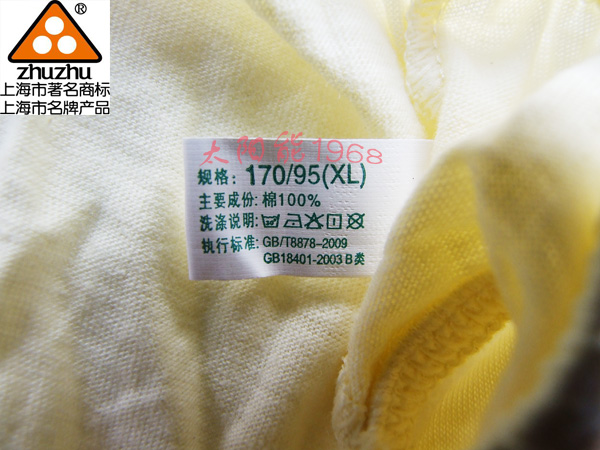 ®
zhuzhu
上海市著名商标
上海市名牌产品
太阳能1968
规格: 170/95(XL)
主要成份: 棉100%
洗涤说明:
执行标准: GB/T8878-2009
GB18401-2003 B类